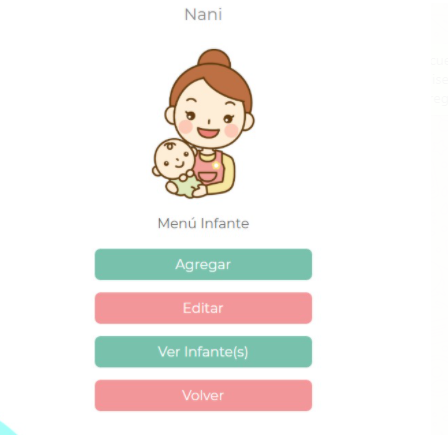 Nani
Menú Infante
Agregar
Editar
Ver Infante(s)
Volver